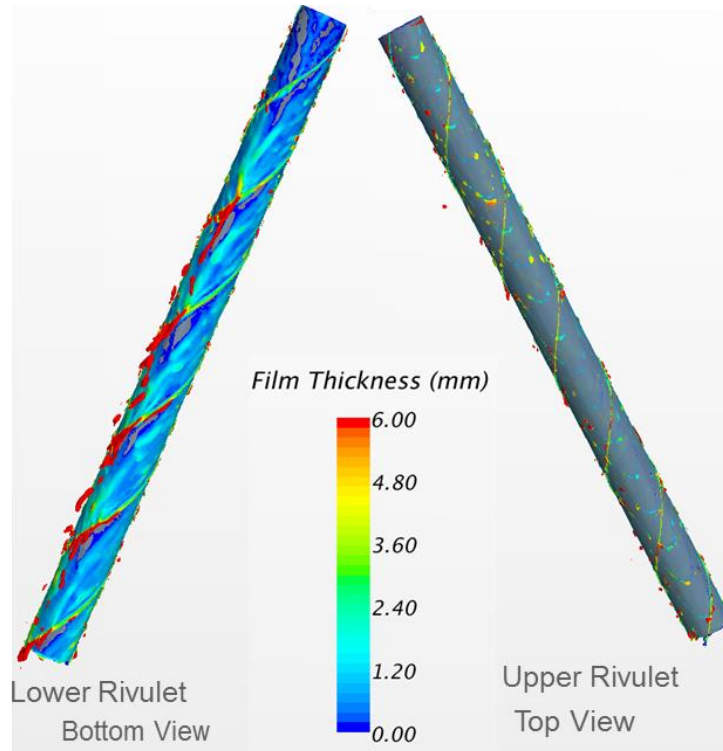 Film Thickness (mm)
6.00
4.80
3.60
2.40
1.20
0.00
Lower Rivulet
Bottom View
Upper Rivulet
Top View